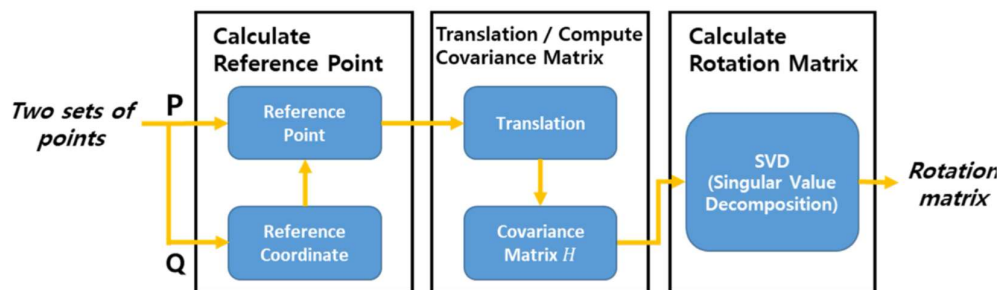 Two sets of
points
P
Q
Calculate
Reference Point
Reference
Point
Reference
Coordinate
Translation / Compute
Covariance Matrix
Translation
Covariance
Matrix H
Calculate
Rotation Matrix
SVD
(Singular Value
Decomposition)
Rotation
matrix